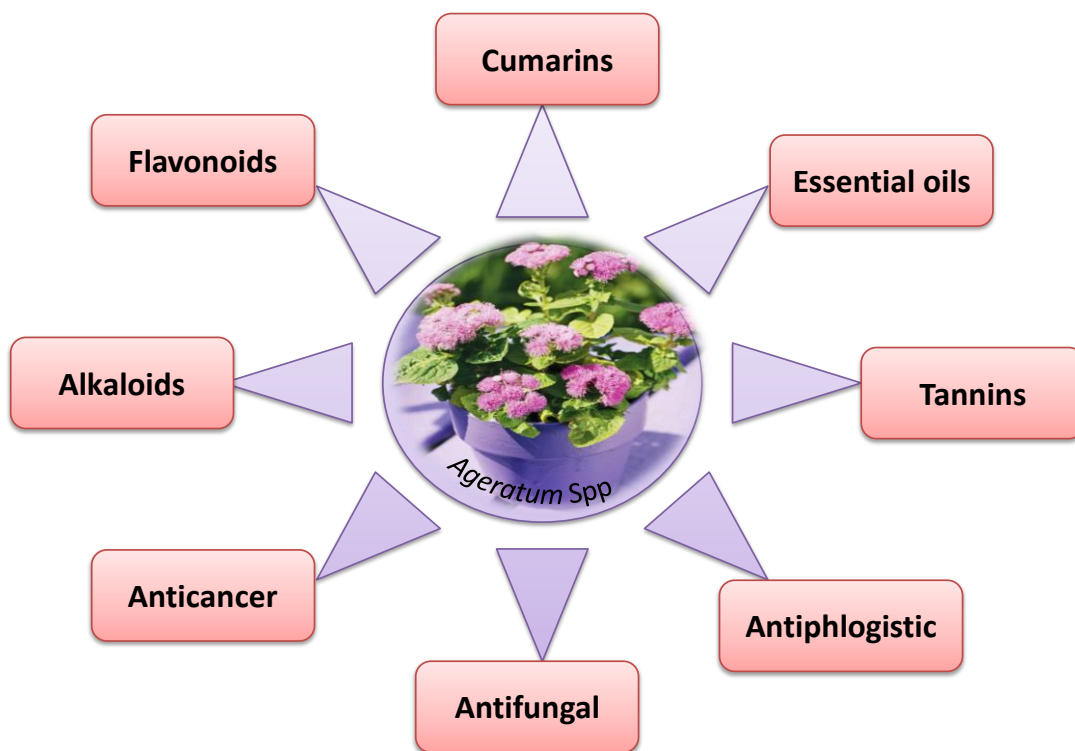 Cumarins
Flavonoids
Essential oils
Alkaloids
Tannins
Ageratum Spp
Anticancer
Antiphlogistic
Antifungal